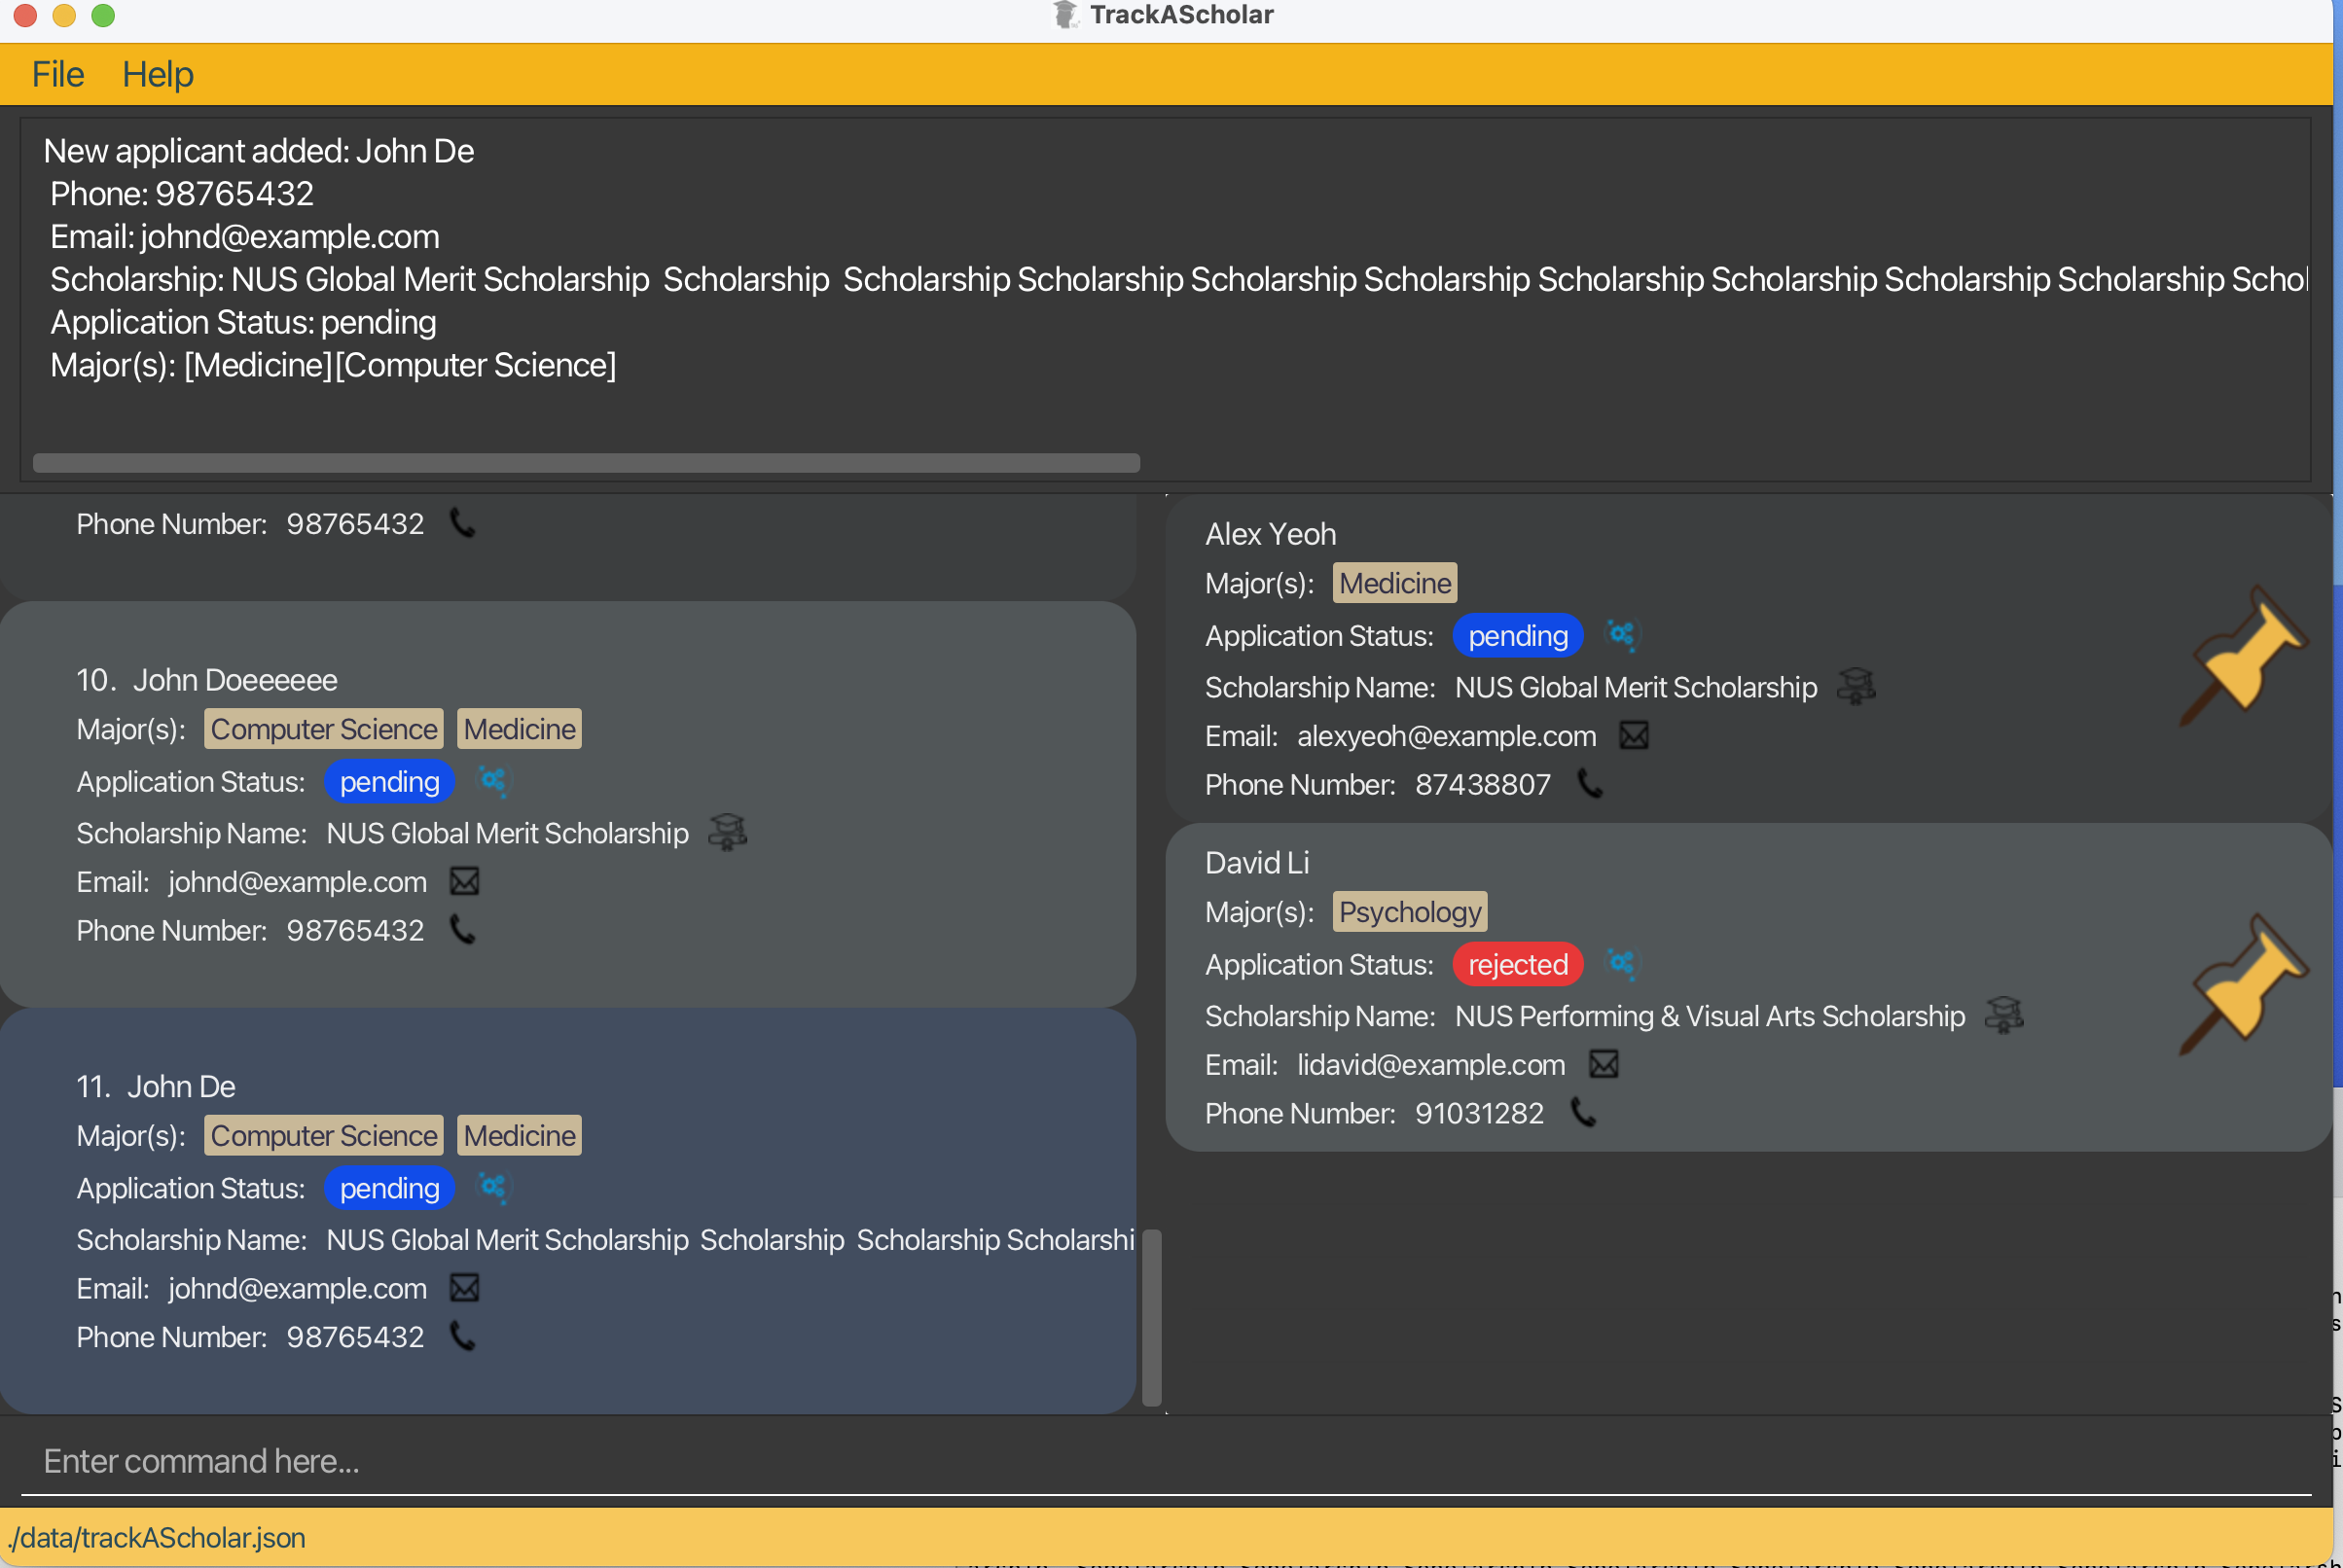 TrackAScholar
File Help
New applicant added: John De
Phone: 98765432
Email: johnd@example.com
Scholarship: NUS Global Merit Scholarship  Scholarship  Scholarship Scholarship Scholarship Scholarship Scholarship Scholarship Scholarship Scholarship Schol
Application Status: pending
Major(s): [Medicine][Computer Science]
Phone Number: 98765432
10. John Doeeeeee
Major(s): Computer Science Medicine
Application Status: pending
Scholarship Name: NUS Global Merit Scholarship
Email: johnd@example.com
Phone Number: 98765432
11. John De
Major(s): Computer Science Medicine
Application Status: pending
Scholarship Name: NUS Global Merit Scholarship  Scholarship  Scholarship Scholarshi
Email: johnd@example.com
Phone Number: 98765432
Alex Yeoh
Major(s): Medicine
Application Status: pending
Scholarship Name: NUS Global Merit Scholarship
Email: alexyeoh@example.com
Phone Number: 87438807
David Li
Major(s): Psychology
Application Status: rejected
Scholarship Name: NUS Performing & Visual Arts Scholarship
Email: lidavid@example.com
Phone Number: 91031282
Enter command here...
./data/trackAScholar.json